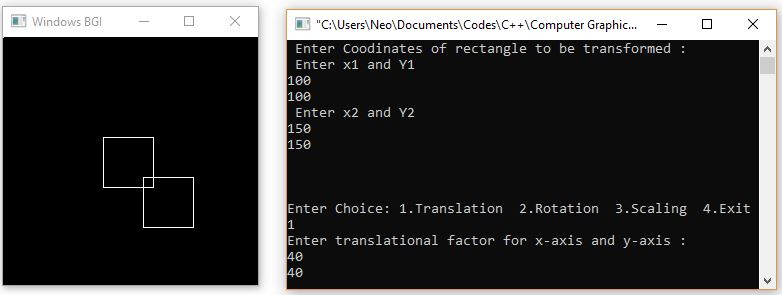 Windows BGI
"C:\Users\Neo\Documents\Codes\C++\Computer Graphic...
Enter Coodinates of rectangle to be transformed :
Enter x1 and Y1
100
100
Enter x2 and Y2
150
150
Enter Choice: 1.Translation  2.Rotation  3.Scaling  4.Exit
1
Enter translational factor for x-axis and y-axis :
40
40